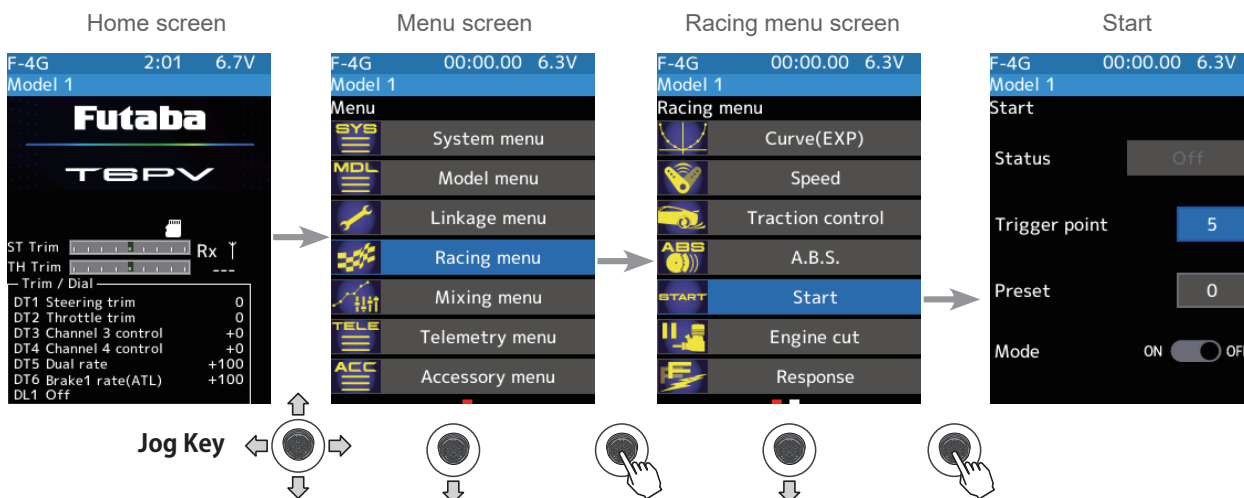 Home screen
Menu screen
Racing menu screen
Start
F-4G 2:01 6.7V
Model 1
Futaba
T6PV
ST Trim
Rx
TH Trim
---
Trim / Dial
DT1 Steering trim 0
DT2 Throttle trim 0
DT3 Channel 3 control +0
DT4 Channel 4 control +0
DT5 Dual rate +100
DT6 Brake1 rate(ATL) +100
DL1 Off
F-4G 00:00.00 6.3V
Model 1
Menu
SYS System menu
MDL Model menu
Linkage menu
Racing menu
Mixing menu
TELE Telemetry menu
ACC Accessory menu
F-4G 00:00.00 6.3V
Model 1
Racing menu
Curve(EXP)
Speed
Traction control
ABS A.B.S.
START Start
Engine cut
Response
F-4G 00:00.00 6.3V
Model 1
Start
Status Off
Trigger point 5
Preset 0
Mode ON OFF
Jog Key